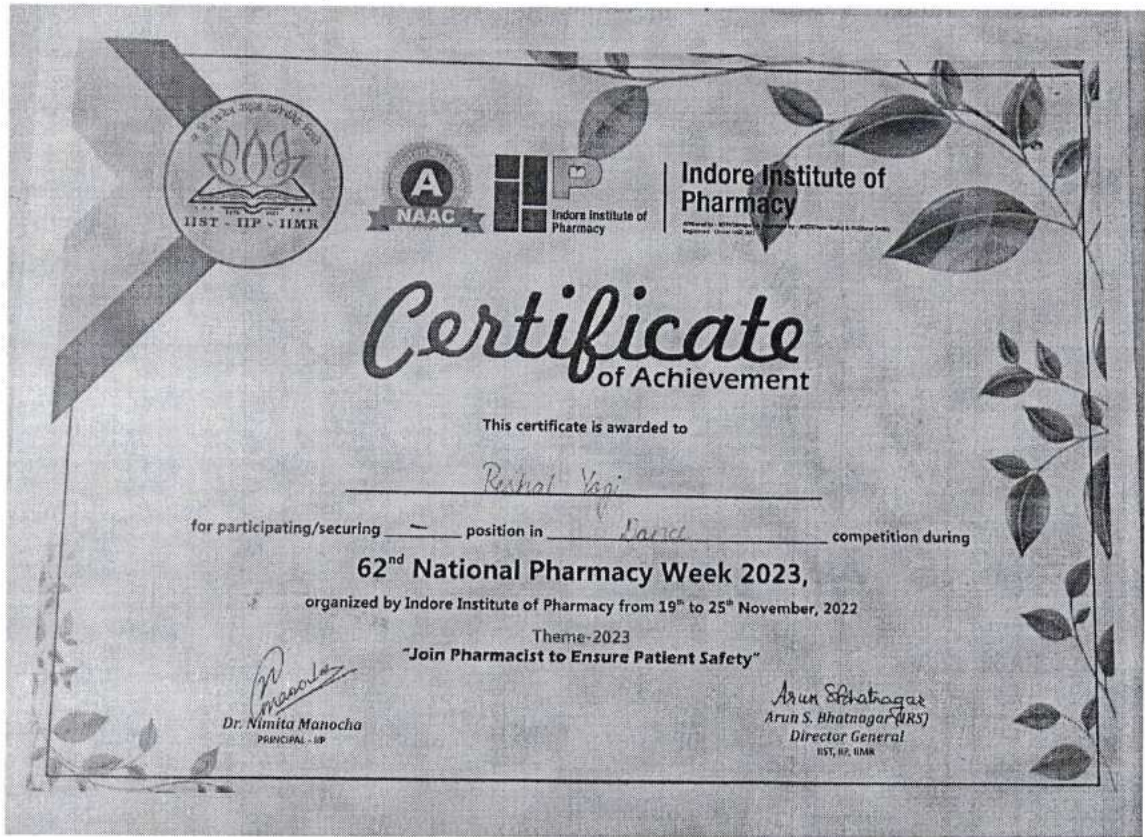 IIST - IIP - IIMR
A
NAAC
IIP
Indore Institute of
Pharmacy
Indore Institute of
Pharmacy
Certificate
of Achievement
This certificate is awarded to
Yogi
for participating/securing — position in Dance competition during
62nd National Pharmacy Week 2023,
organized by Indore Institute of Pharmacy from 19th to 25th November, 2022
Theme-2023
"Join Pharmacist to Ensure Patient Safety"
Manocha
Dr. Nimita Manocha
PRINCIPAL - IIP
Arun SBhatnagar
Arun S. Bhatnagar (IRS)
Director General
IIST, IIP, IIMR